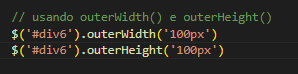 // usando outerWidth() e outerHeight()
$('#div6').outerWidth('100px')
$('#div6').outerHeight('100px')